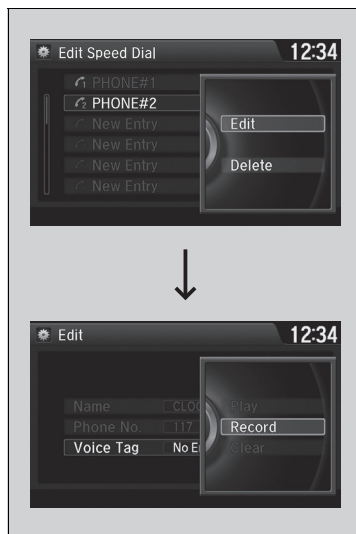 Edit Speed Dial 12:34
PHONE#1
PHONE#2
New Entry
New Entry
New Entry
New Entry
Edit
Delete
Edit 12:34
Name CLOC
Phone No. 117
Voice Tag No E
Play
Record
Clear